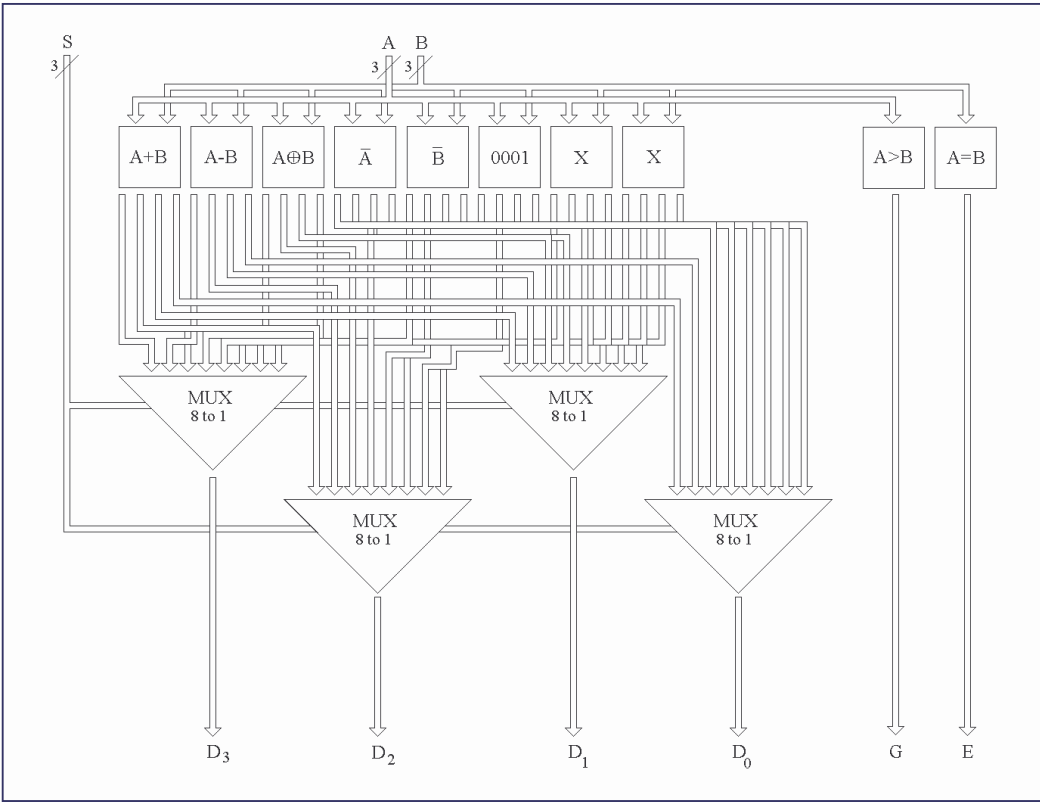 S A B
3 3 3
A+B A-B A⊕B A̅ B̅ 0001 X X A>B A=B
MUX MUX
8 to 1 8 to 1
MUX MUX
8 to 1 8 to 1
D3 D2 D1 D0 G E